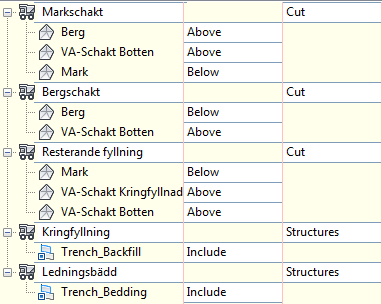 Markschakt Cut
Berg Above
VA-Schakt Botten Above
Mark Below
Bergschakt Cut
Berg Below
VA-Schakt Botten Above
Resterande fyllning Cut
Mark Below
VA-Schakt Kringfyllnad Above
VA-Schakt Botten Above
Kringfyllning Structures
Trench_Backfill Include
Ledningsbädd Structures
Trench_Bedding Include